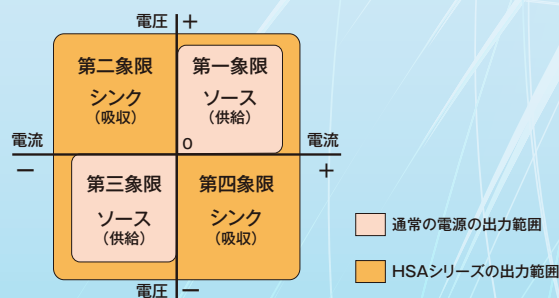 電圧 +
第二象限
シンク
(吸収)
第一象限
ソース
(供給)
電流
−
0
電流
+
第三象限
ソース
(供給)
第四象限
シンク
(吸収)
電圧 −
通常の電源の出力範囲
HSAシリーズの出力範囲